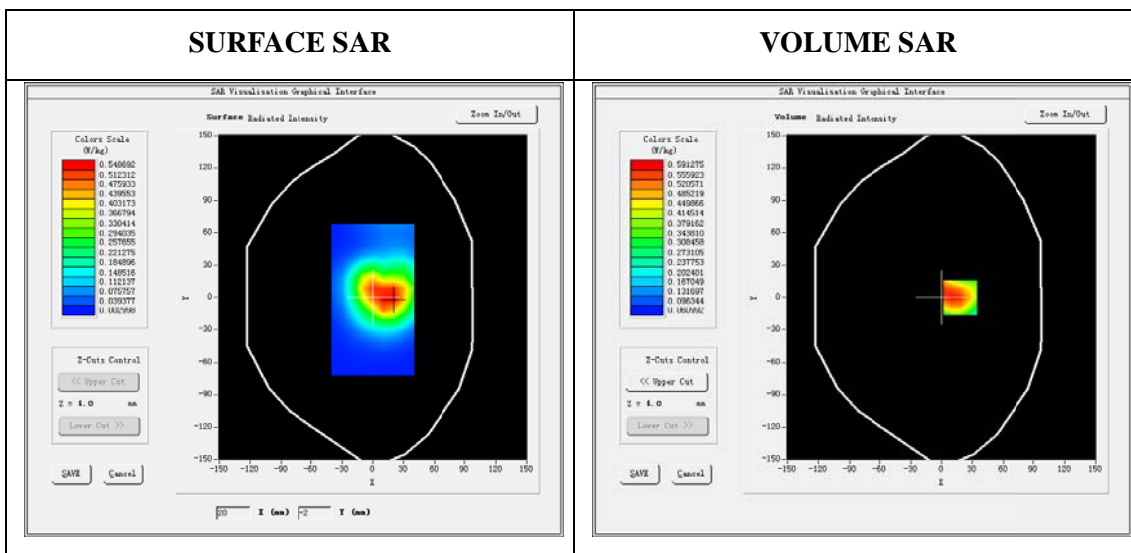 SURFACE SAR
SAR Visualisation Graphical Interface
Surface Radiated Intensity
Zoom In/Out
Colors Scale
(W/kg)
0.548692
0.512312
0.475933
0.439553
0.403173
0.366794
0.330414
0.294035
0.257655
0.221275
0.184896
0.148516
0.112137
0.075757
0.039377
0.002998
150
120
90
60
30
0
-30
-60
-90
-120
-150
Y
-150 -120 -90 -60 -30 0 30 60 90 120 150
X
Z-Cuts Control
<< Upper Cut
Z = 4.0 mm
Lower Cut >>
SAVE Cancel
20 X (mm) -2 Y (mm)
VOLUME SAR
SAR Visualisation Graphical Interface
Volume Radiated Intensity
Zoom In/Out
Colors Scale
(W/kg)
0.591275
0.555923
0.520571
0.485219
0.449866
0.414514
0.379162
0.343810
0.308458
0.273105
0.237753
0.202401
0.167049
0.131697
0.096344
0.060992
150
120
90
60
30
0
-30
-60
-90
-120
-150
Y
-150 -120 -90 -60 -30 0 30 60 90 120 150
X
Z-Cuts Control
<< Upper Cut
Z = 4.0 mm
Lower Cut >>
SAVE Cancel